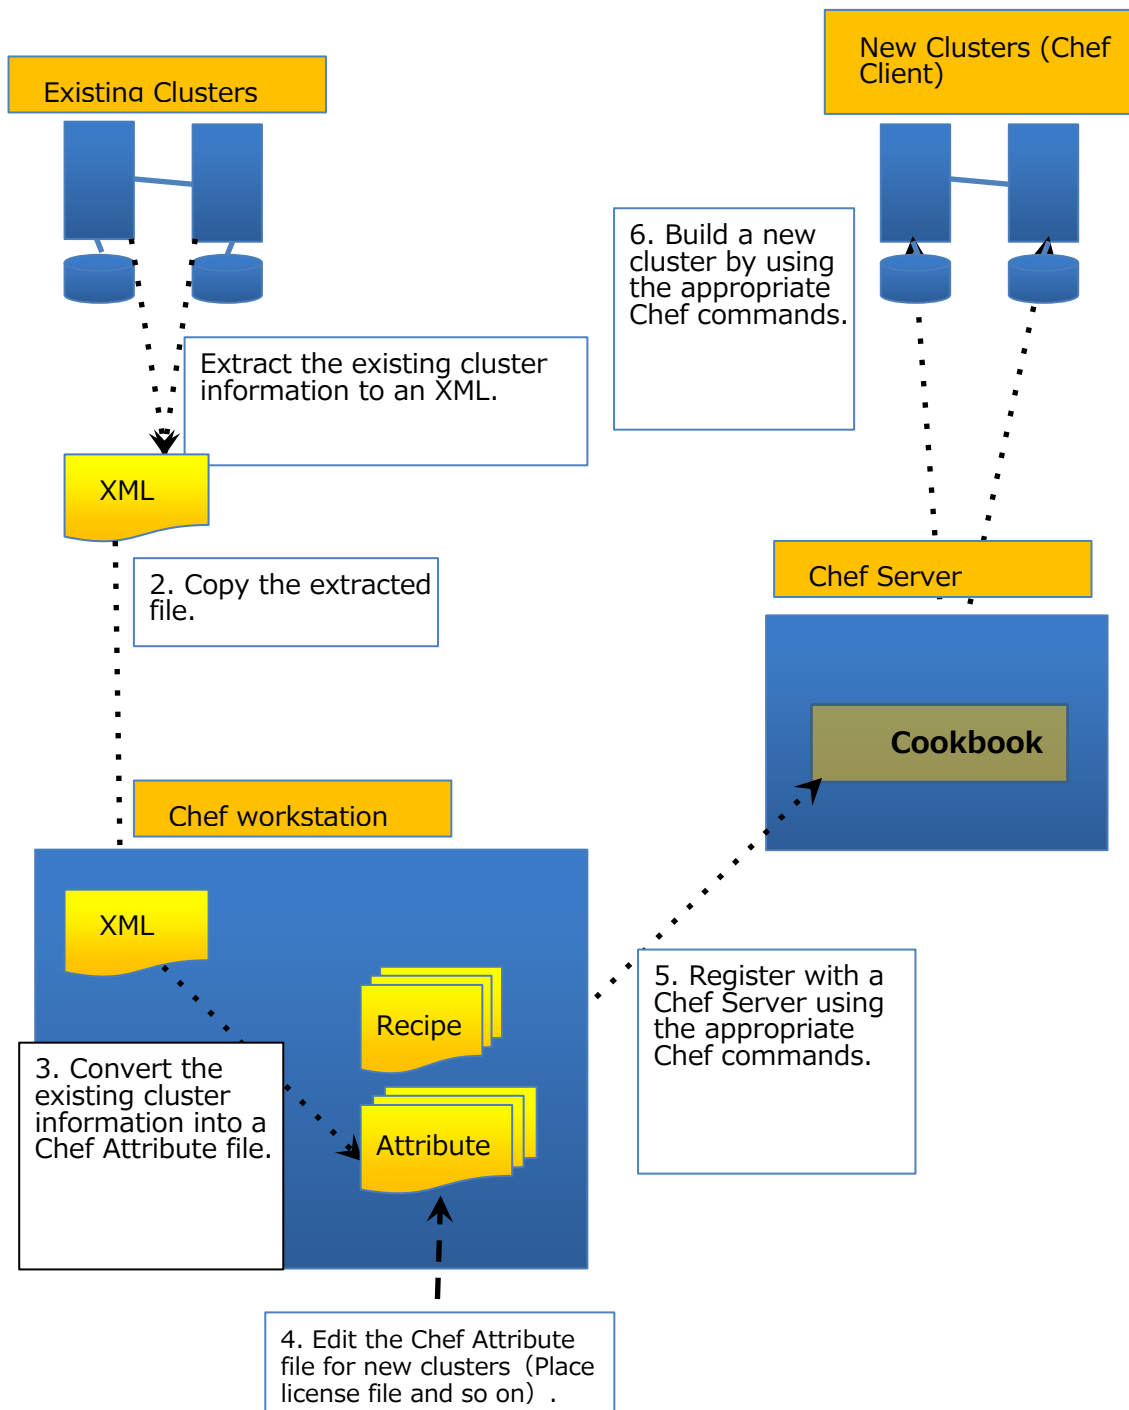 Existing Clusters
New Clusters (Chef
Client)
6. Build a new
cluster by using
the appropriate
Chef commands.
Extract the existing cluster
information to an XML.
XML
2. Copy the extracted
file.
Chef Server
Cookbook
Chef workstation
XML
Recipe
5. Register with a
Chef Server using
the appropriate
Chef commands.
3. Convert the
existing cluster
information into a
Chef Attribute file.
Attribute
4. Edit the Chef Attribute
file for new clusters（Place
license file and so on）.